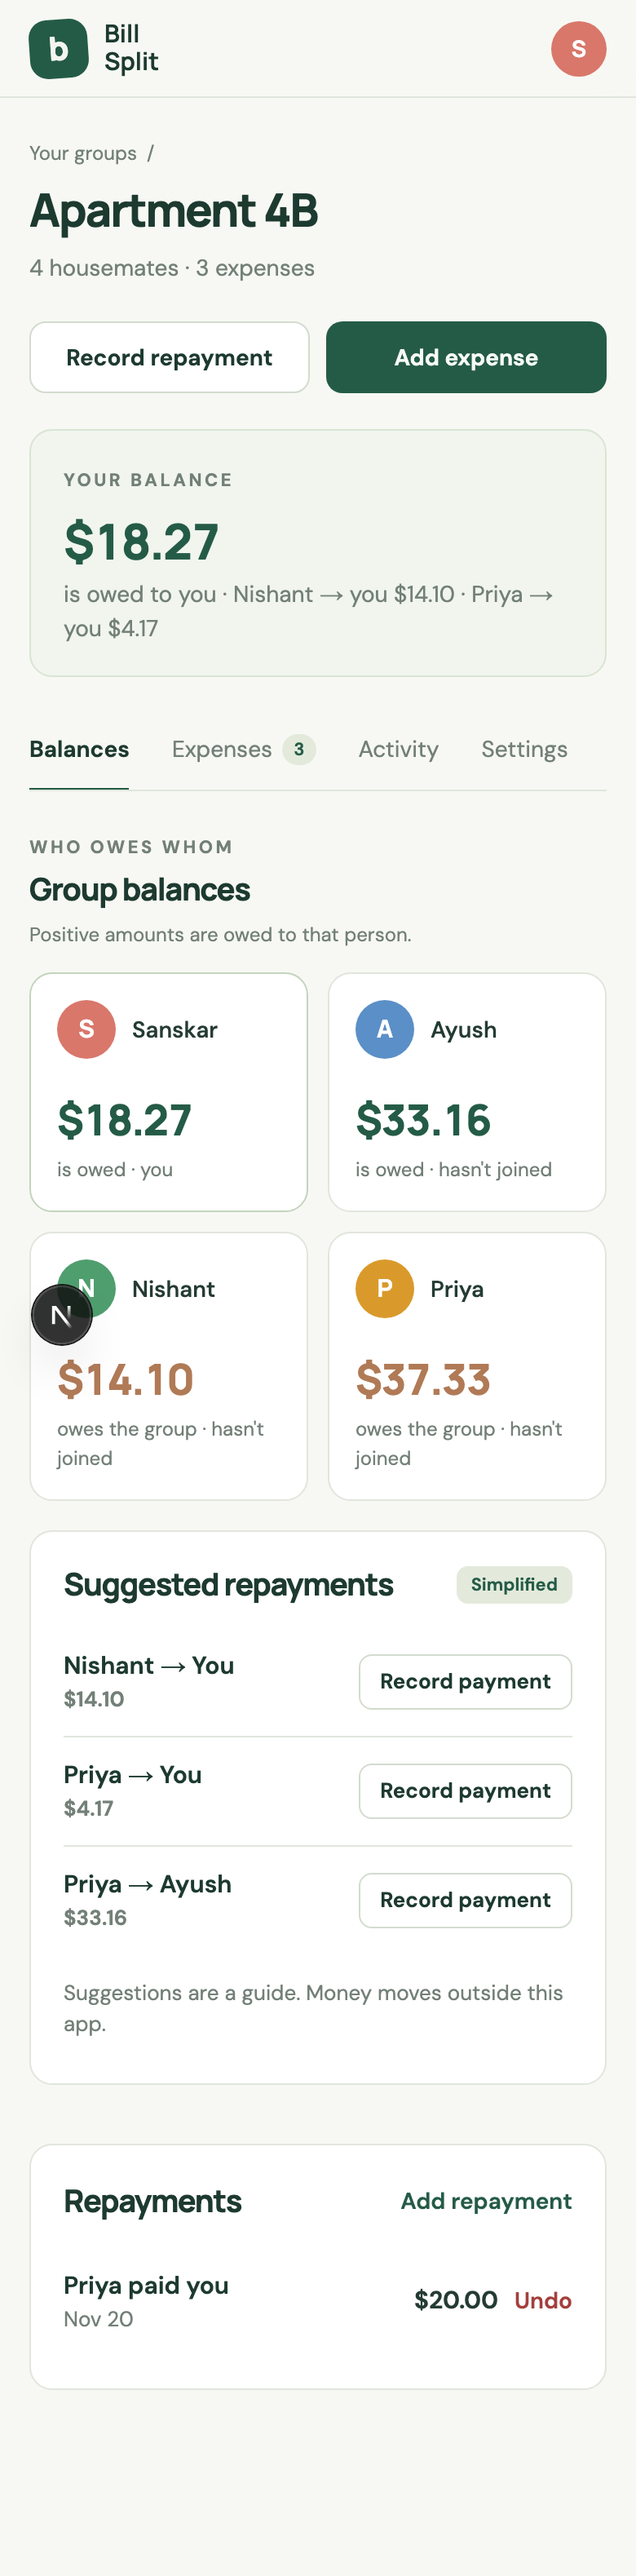 b
Bill
Split
S
Your groups /
Apartment 4B
4 housemates · 3 expenses
Record repayment
Add expense
YOUR BALANCE
$18.27
is owed to you · Nishant → you $14.10 · Priya →
you $4.17
Balances
Expenses 3
Activity
Settings
WHO OWES WHOM
Group balances
Positive amounts are owed to that person.
S
Sanskar
$18.27
is owed · you
A
Ayush
$33.16
is owed · hasn't joined
N
Nishant
N
$14.10
owes the group · hasn't
joined
P
Priya
$37.33
owes the group · hasn't
joined
Suggested repayments
Simplified
Nishant → You
$14.10
Record payment
Priya → You
$4.17
Record payment
Priya → Ayush
$33.16
Record payment
Suggestions are a guide. Money moves outside this
app.
Repayments
Add repayment
Priya paid you
Nov 20
$20.00
Undo